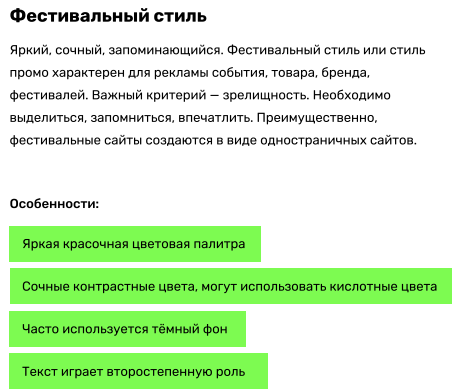 Фестивальный стиль
Яркий, сочный, запоминающийся. Фестивальный стиль или стиль
промо характерен для рекламы события, товара, бренда,
фестивалей. Важный критерий — зрелищность. Необходимо
выделиться, запомниться, впечатлить. Преимущественно,
фестивальные сайты создаются в виде одностраничных сайтов.
Особенности:
Яркая красочная цветовая палитра
Сочные контрастные цвета, могут использовать кислотные цвета
Часто используется тёмный фон
Текст играет второстепенную роль